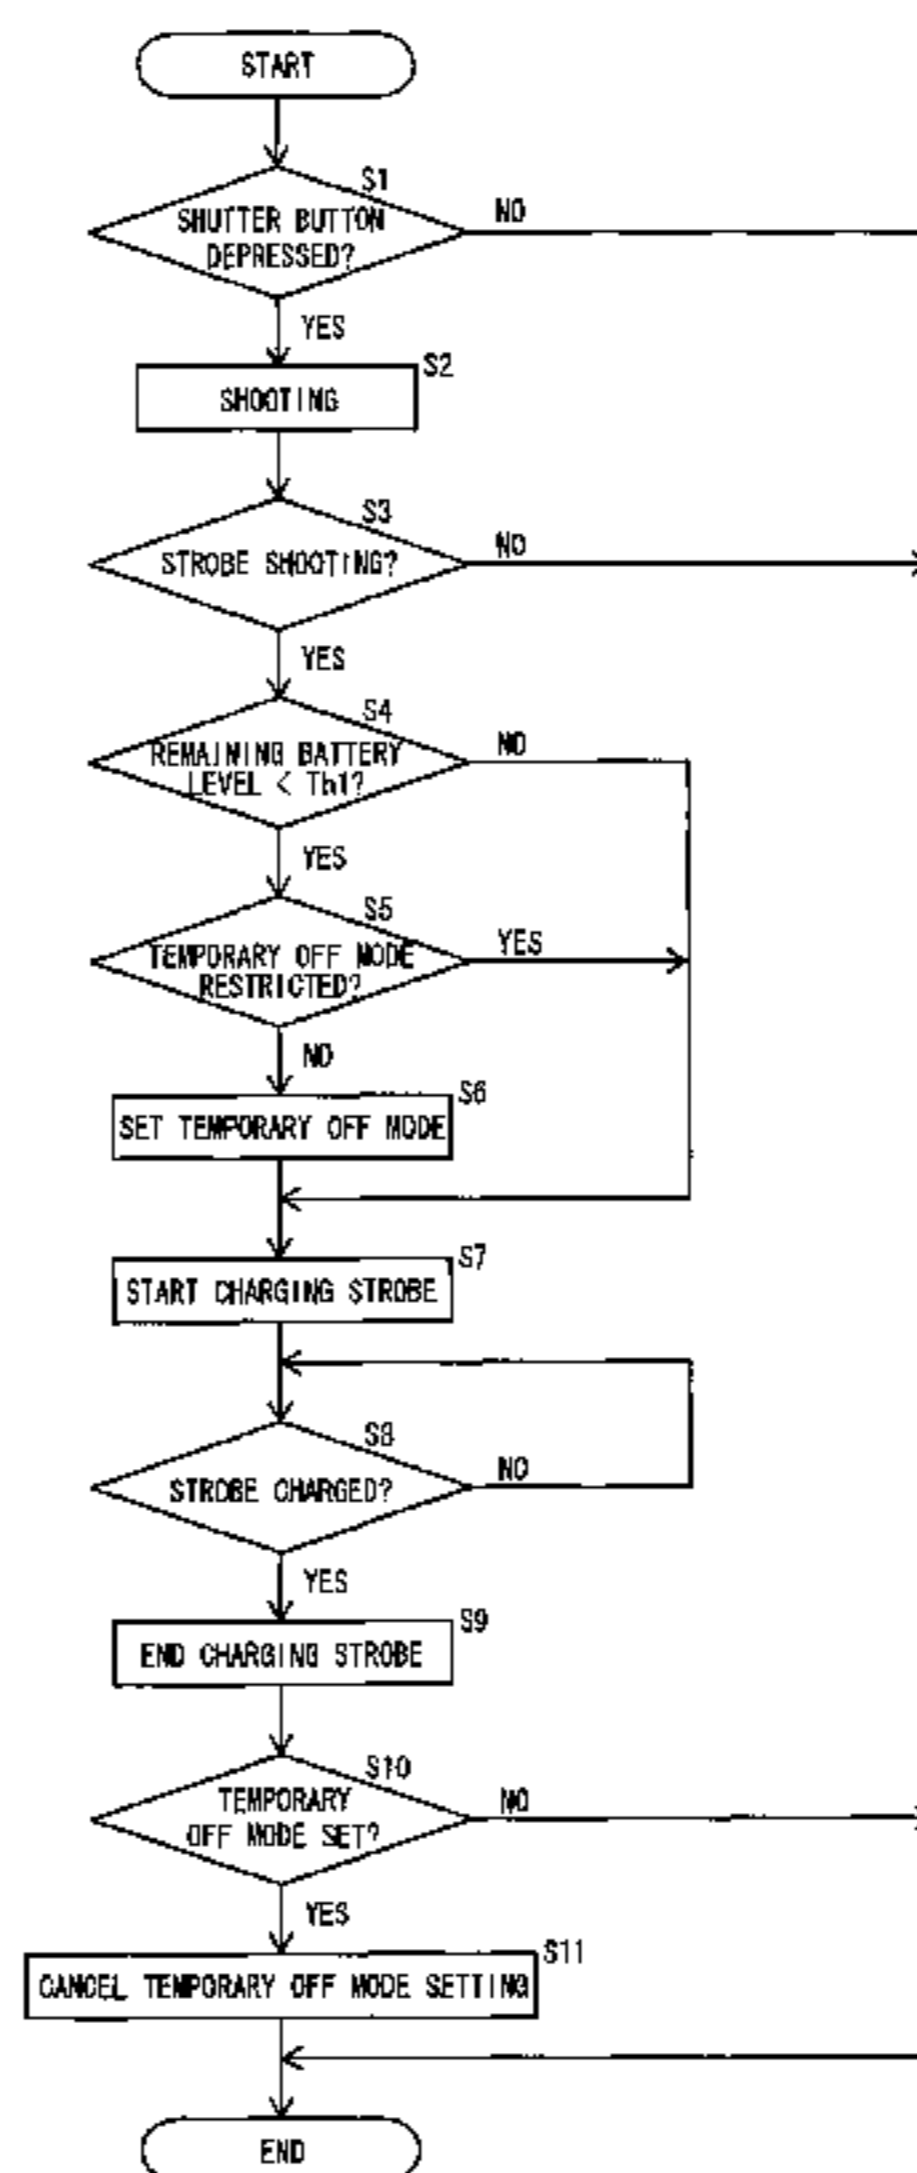 START
S1
SHUTTER BUTTON
DEPRESSED?
NO
YES
S2
SHOOTING
S3
STROBE SHOOTING?
NO
YES
S4
REMAINING BATTERY
LEVEL < Th1?
NO
YES
S5
TEMPORARY OFF MODE
RESTRICTED?
YES
NO
S6
SET TEMPORARY OFF MODE
S7
START CHARGING STROBE
S8
STROBE CHARGED?
NO
YES
S9
END CHARGING STROBE
S10
TEMPORARY
OFF MODE SET?
NO
YES
S11
CANCEL TEMPORARY OFF MODE SETTING
END